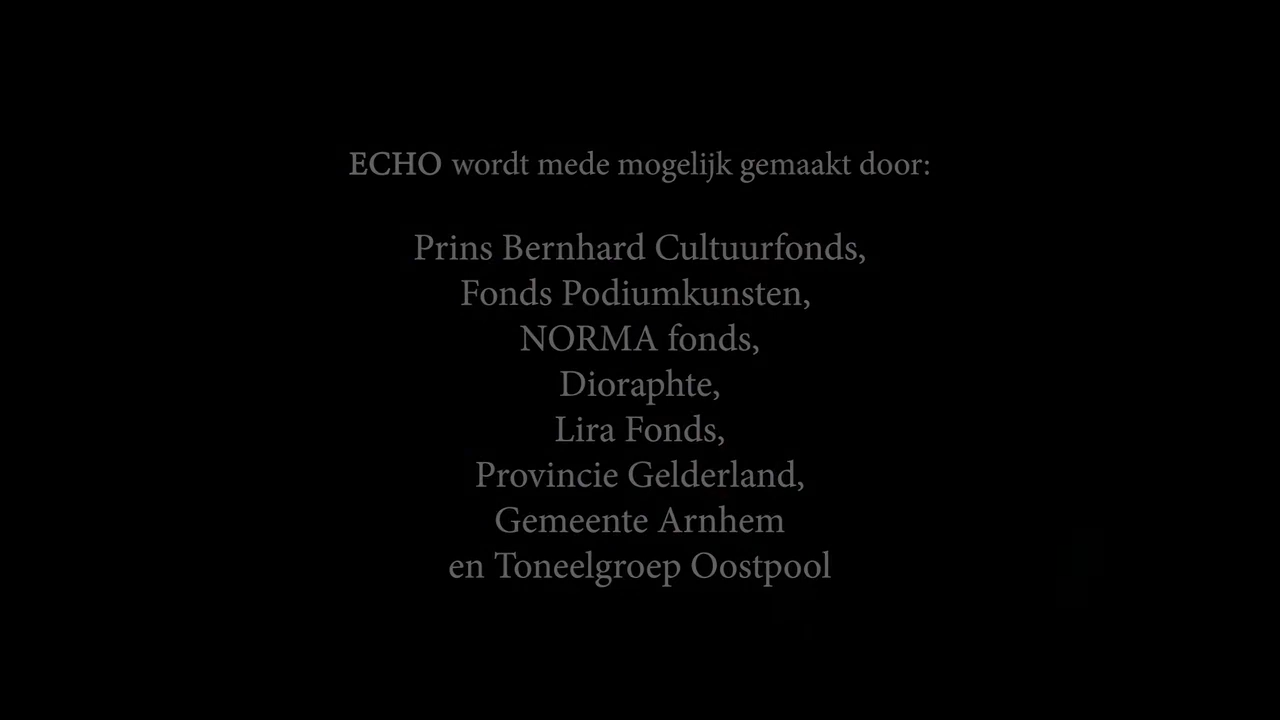 ECHO wordt mede mogelijk gemaakt door:
Prins Bernhard Cultuurfonds,
Fonds Podiumkunsten,
NORMA fonds,
Dioraphte,
Lira Fonds,
Provincie Gelderland,
Gemeente Arnhem
en Toneelgroep Oostpool